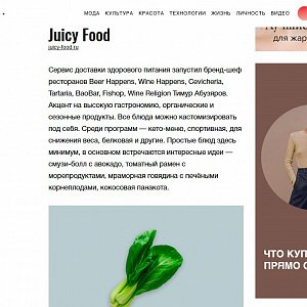 МОДА КУЛЬТУРА КРАСОТА ТЕХНОЛОГИИ ЖИЗНЬ ЛИЧНОСТЬ ВИДЕО
Juicy Food
juicy-food.ru
Сервис доставки здорового питания запустил бренд-шеф
ресторанов Beer Happens, Wine Happens, Cevicheria,
Tartaria, BaoBao, Fishop, Wine Religion Тимур Абузяров.
Акцент на высокую гастрономию, органические и
сезонные продукты. Все блюда можно кастомизировать
под себя. Среди программ — кето-меню, спортивная, для
снижения веса, белковая и другие. Простые блюд здесь
минимум, в основном встречаются интересные идеи —
смузи-болл с авокадо, томатный рамен с
морепродуктами, мраморная говядина с печёными
корнеплодами, кокосовая панакота.
для жар
ЧТО КУП
ПРЯМО С